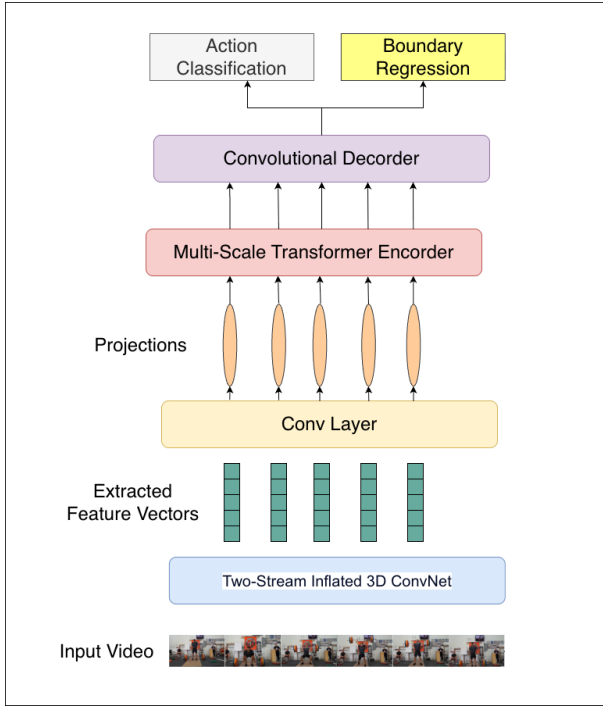 Action
Classification
Boundary
Regression
Convolutional Decorder
Multi-Scale Transformer Encorder
Projections
Conv Layer
Extracted
Feature Vectors
Two-Stream Inflated 3D ConvNet
Input Video